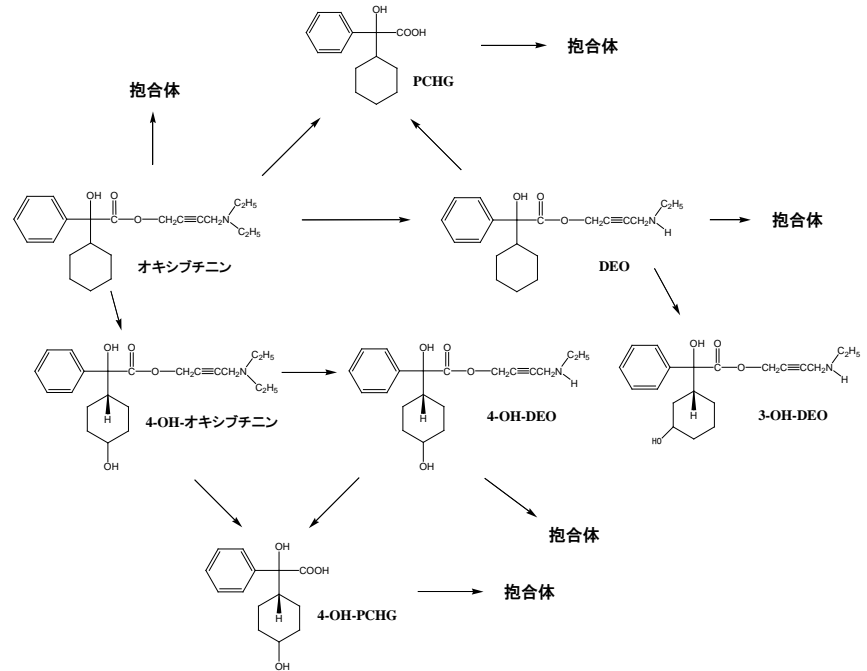 OH
COOH
PCHG
抱合体
抱合体
OH
O
C
O
CH₂C≡CCH₂N
C₂H₅
C₂H₅
オキシブチニン
OH
O
C
O
CH₂C≡CCH₂N
C₂H₅
H
DEO
抱合体
OH
O
C
O
CH₂C≡CCH₂N
C₂H₅
C₂H₅
H
OH
4-OH-オキシブチニン
OH
O
C
O
CH₂C≡CCH₂N
C₂H₅
H
H
OH
4-OH-DEO
OH
O
C
O
CH₂C≡CCH₂N
C₂H₅
H
H
HO
3-OH-DEO
抱合体
OH
COOH
H
OH
4-OH-PCHG
抱合体